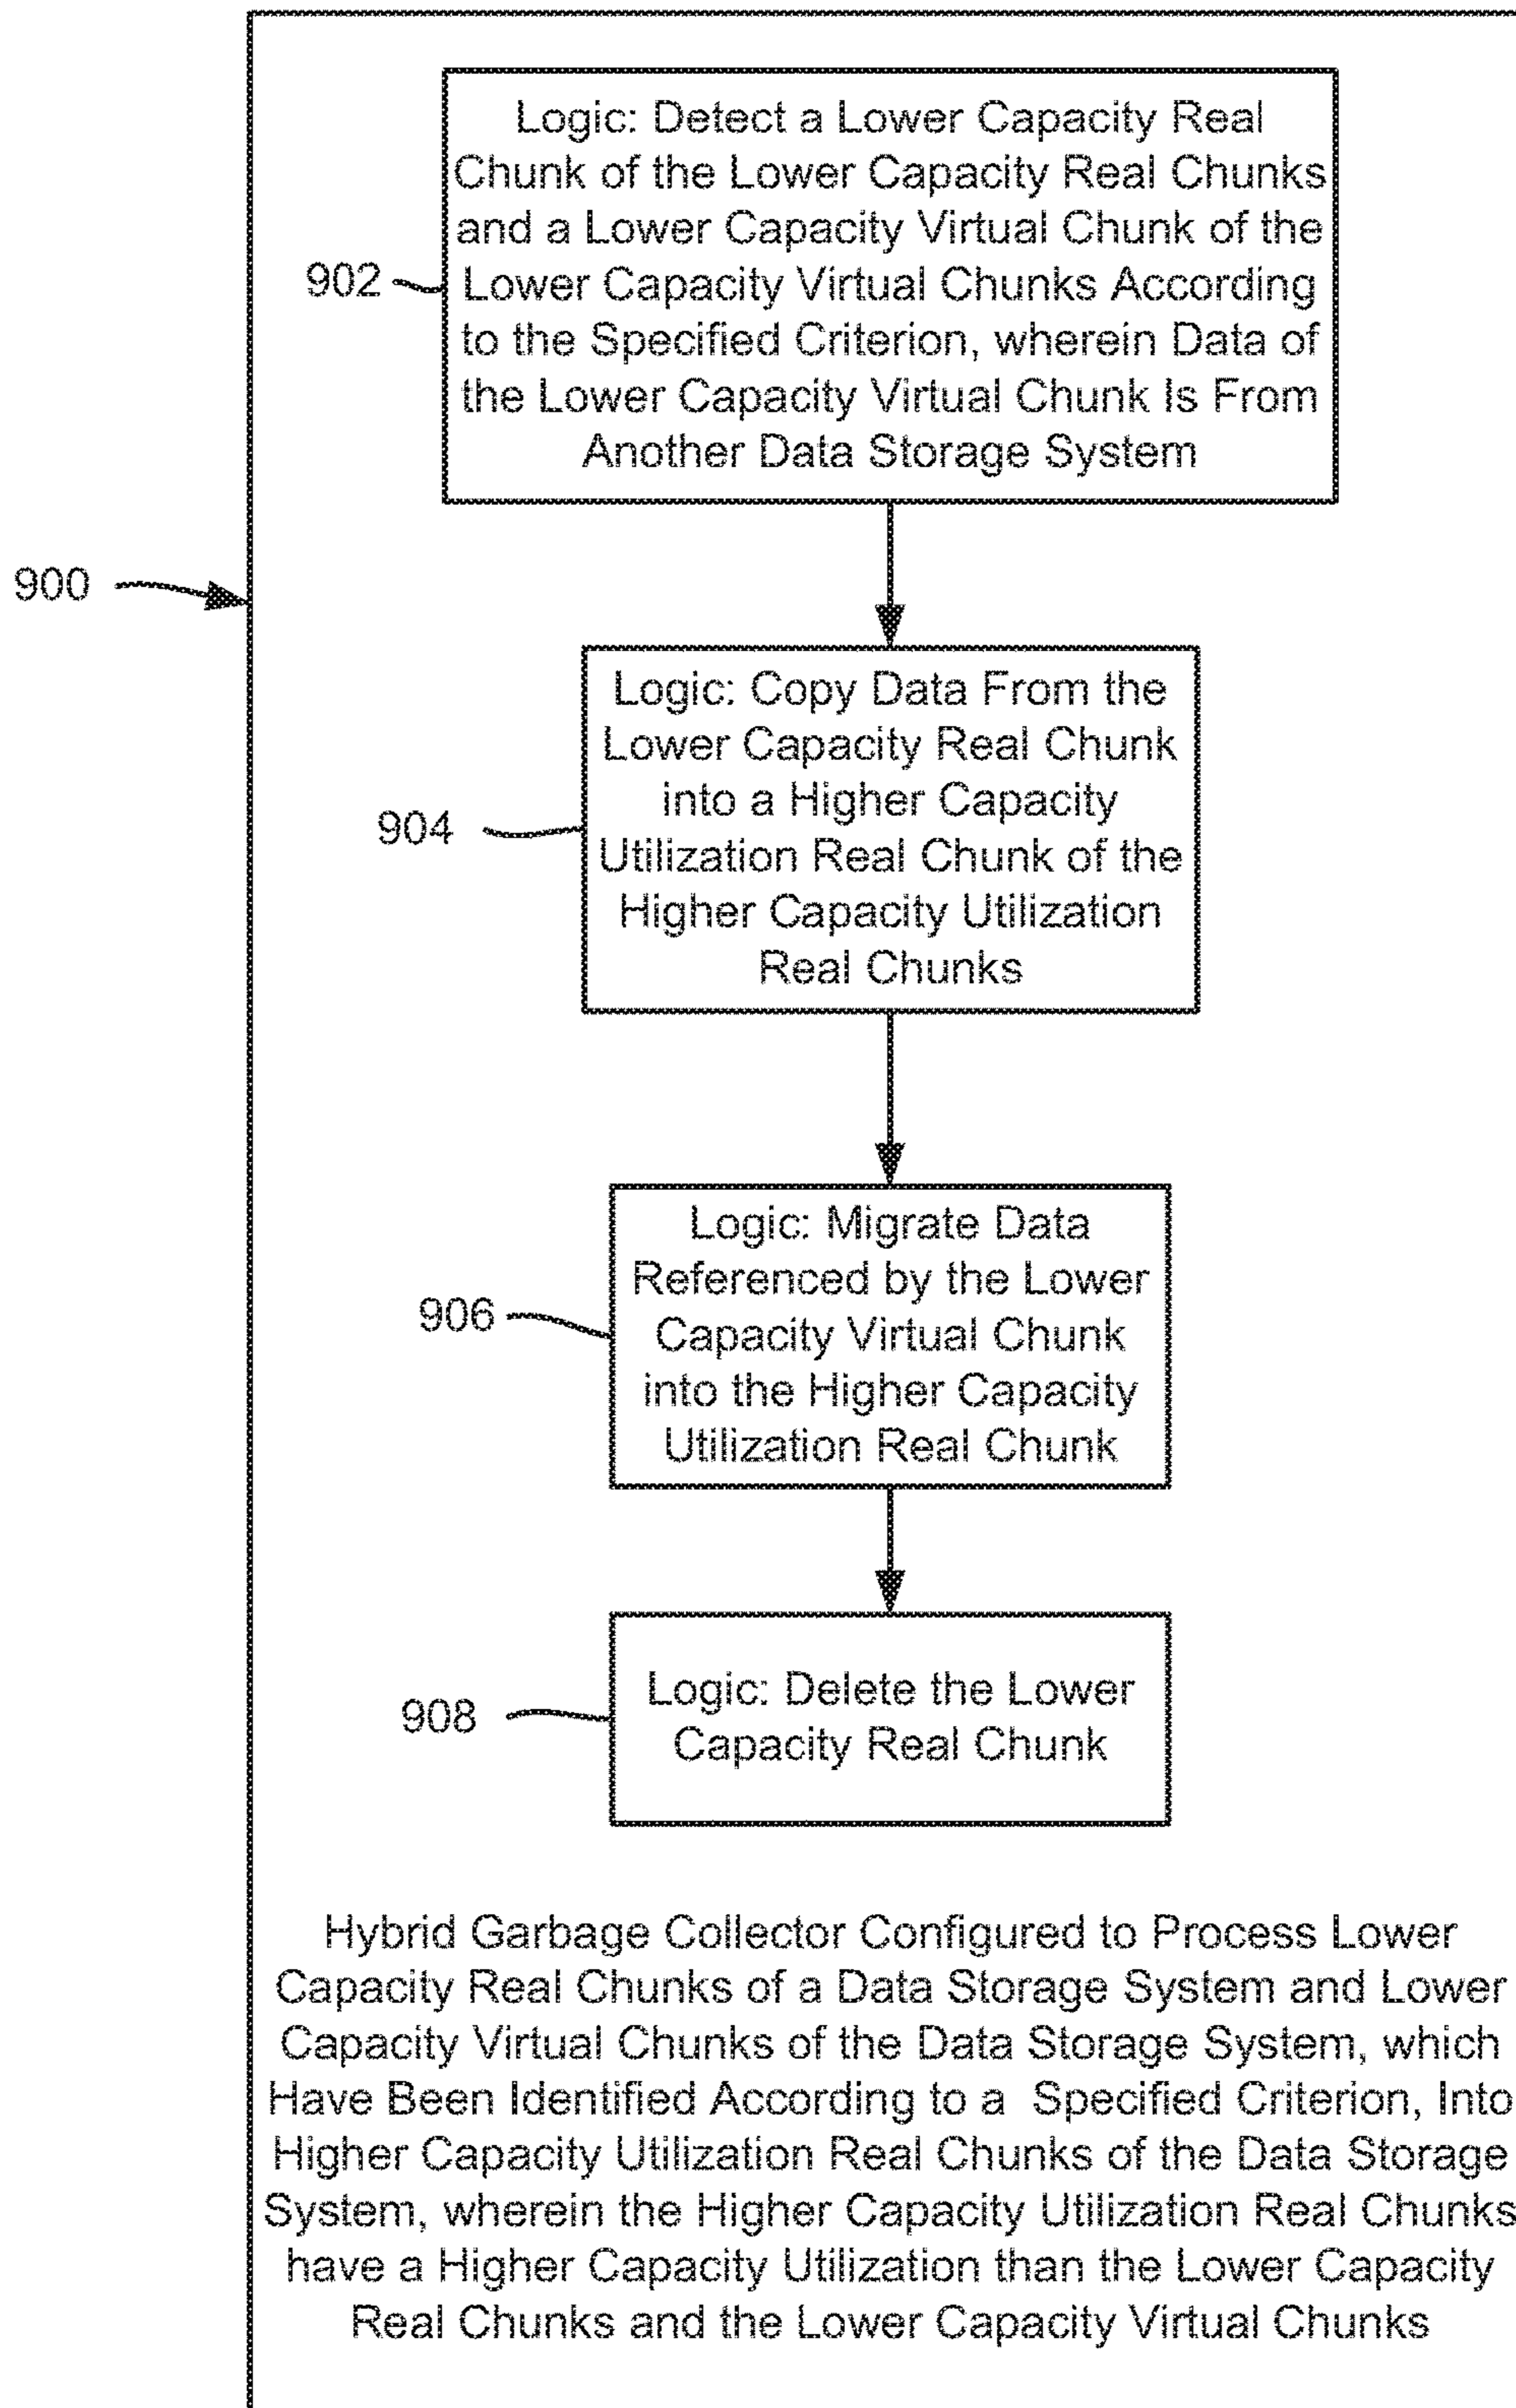 Logic: Detect a Lower Capacity Real
Chunk of the Lower Capacity Real Chunks
and a Lower Capacity Virtual Chunk of the
902
Lower Capacity Virtual Chunks According
to the Specified Criterion, wherein Data of
the Lower Capacity Virtual Chunk Is From
Another Data Storage System
900
Logic: Copy Data From the
Lower Capacity Real Chunk
into a Higher Capacity
904
Utilization Real Chunk of the
Higher Capacity Utilization
Real Chunks
Logic: Migrate Data
Referenced by the Lower
906
Capacity Virtual Chunk
into the Higher Capacity
Utilization Real Chunk
Logic: Delete the Lower
908
Capacity Real Chunk
Hybrid Garbage Collector Configured to Process Lower
Capacity Real Chunks of a Data Storage System and Lower
Capacity Virtual Chunks of the Data Storage System, which
Have Been Identified According to a Specified Criterion, Into
Higher Capacity Utilization Real Chunks of the Data Storage
System, wherein the Higher Capacity Utilization Real Chunks
have a Higher Capacity Utilization than the Lower Capacity
Real Chunks and the Lower Capacity Virtual Chunks